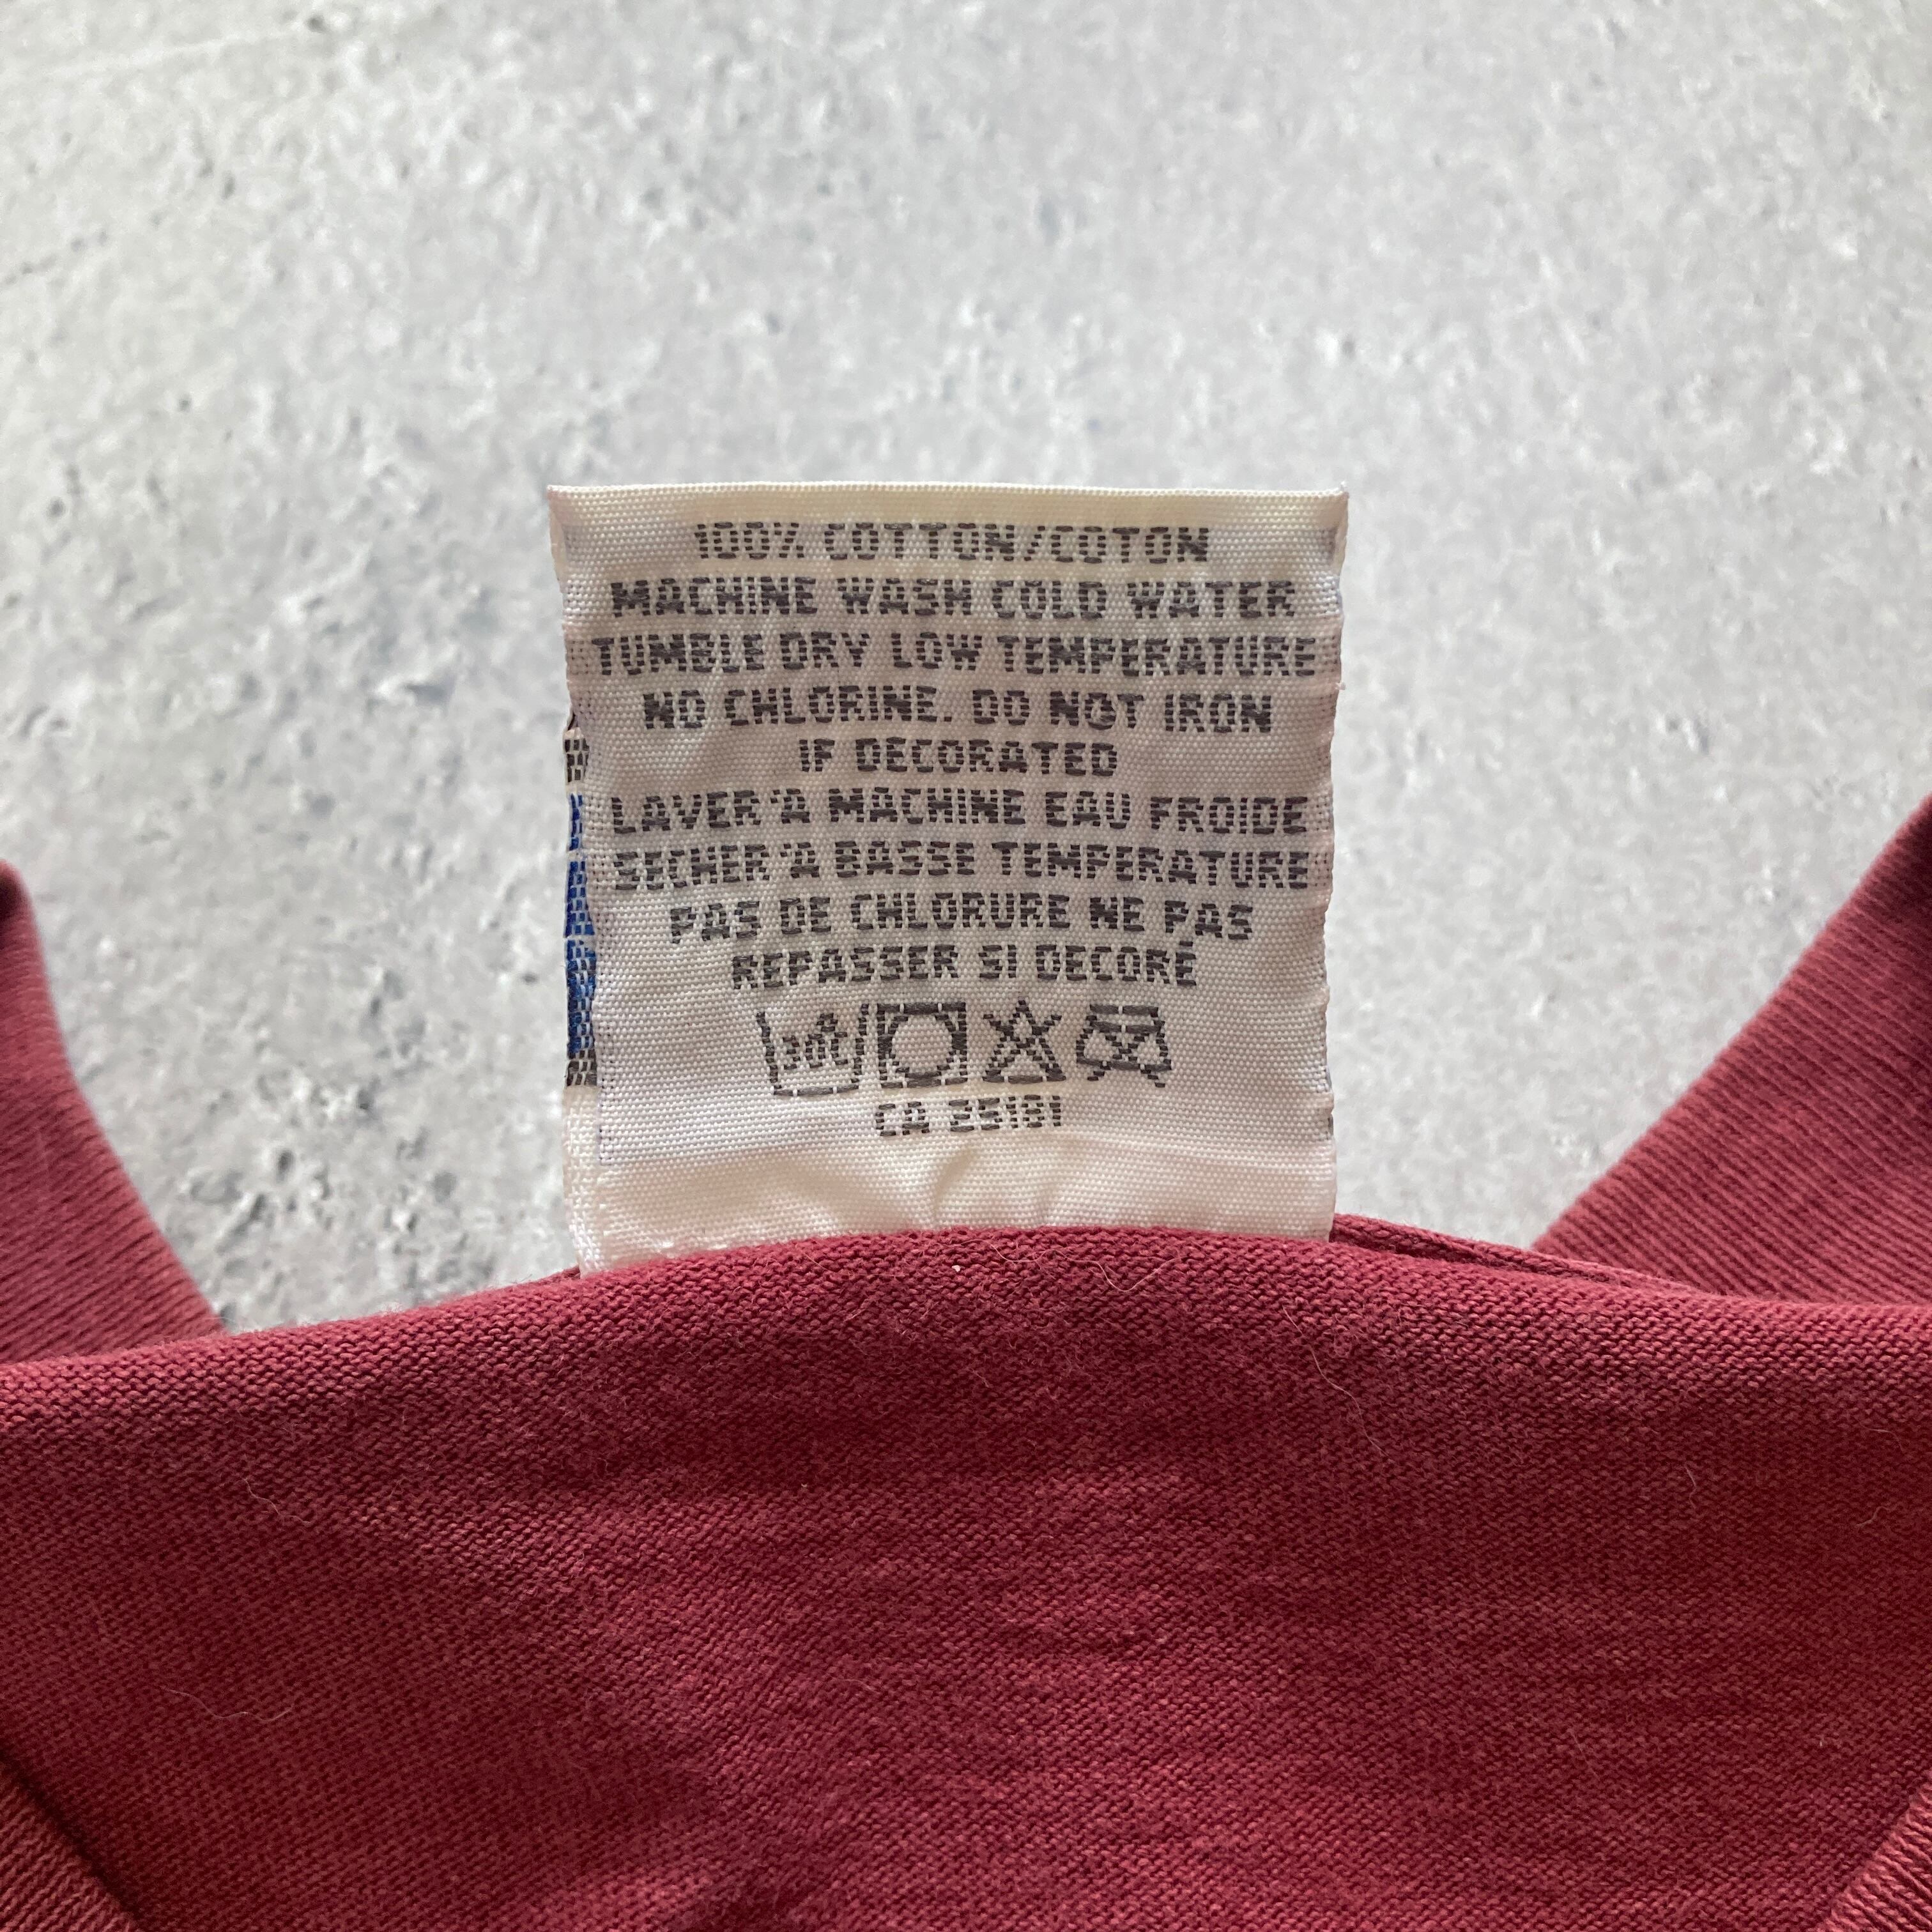 100% COTTON/COTON
MACHINE WASH COLD WATER
TUMBLE DRY LOW TEMPERATURE
NO CHLORINE. DO NOT IRON
IF DECORATED
LAVER 'A MACHINE EAU FROIDE
SECHER 'A BASSE TEMPERATURE
PAS DE CHLORURE NE PAS
REPASSER SI DECORÉ
30°C
CA 25181